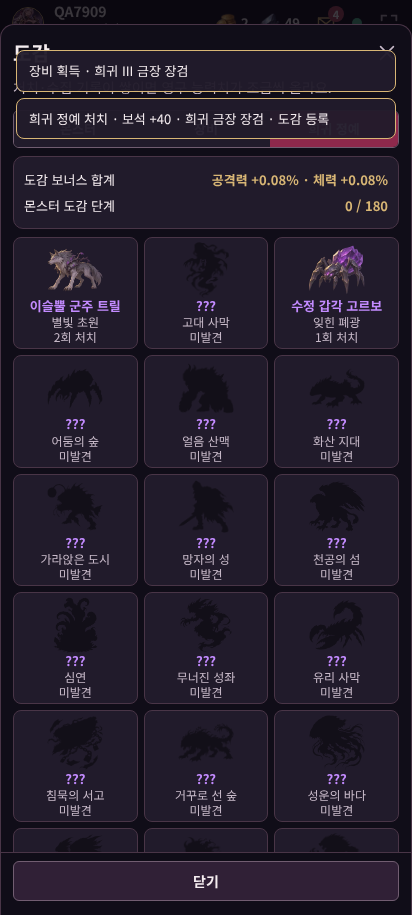 QA7909
2
49
4
도감
장비 획득 · 희귀 III 금장 장검
희귀 정예 처치 · 보석 +40 · 희귀 금장 장검 · 도감 등록
도감 보너스 합계
공격력 +0.08% · 체력 +0.08%
몬스터 도감 단계
0 / 180
이슬뿔 군주 트릴
별빛 초원
2회 처치
???
고대 사막
미발견
수정 갑각 고르보
잊힌 폐광
1회 처치
???
어둠의 숲
미발견
???
얼음 산맥
미발견
???
화산 지대
미발견
???
가라앉은 도시
미발견
???
망자의 성
미발견
???
천공의 섬
미발견
???
심연
미발견
???
무너진 성좌
미발견
???
유리 사막
미발견
???
침묵의 서고
미발견
???
거꾸로 선 숲
미발견
???
성운의 바다
미발견
닫기